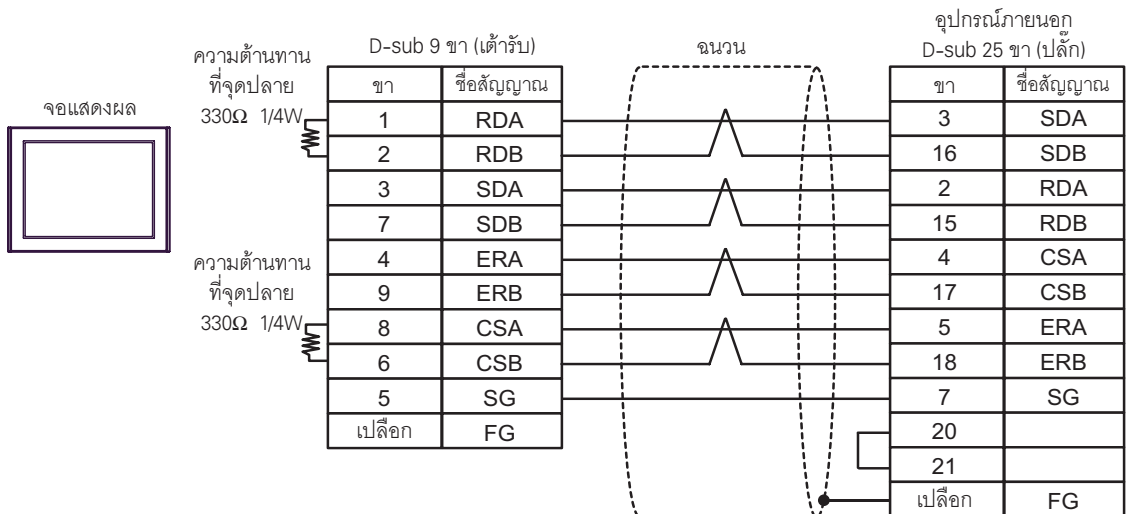 จอแสดงผล
ความต้านทาน
ที่จุดปลาย
330Ω 1/4W
ความต้านทาน
ที่จุดปลาย
330Ω 1/4W
D-sub 9 ขา (เต้ารับ)
ขา ชื่อสัญญาณ
1 RDA
2 RDB
3 SDA
7 SDB
4 ERA
9 ERB
8 CSA
6 CSB
5 SG
เปลือก FG
ฉนวน
อุปกรณ์ภายนอก
D-sub 25 ขา (ปลั๊ก)
ขา ชื่อสัญญาณ
3 SDA
16 SDB
2 RDA
15 RDB
4 CSA
17 CSB
5 ERA
18 ERB
7 SG
20
21
เปลือก FG